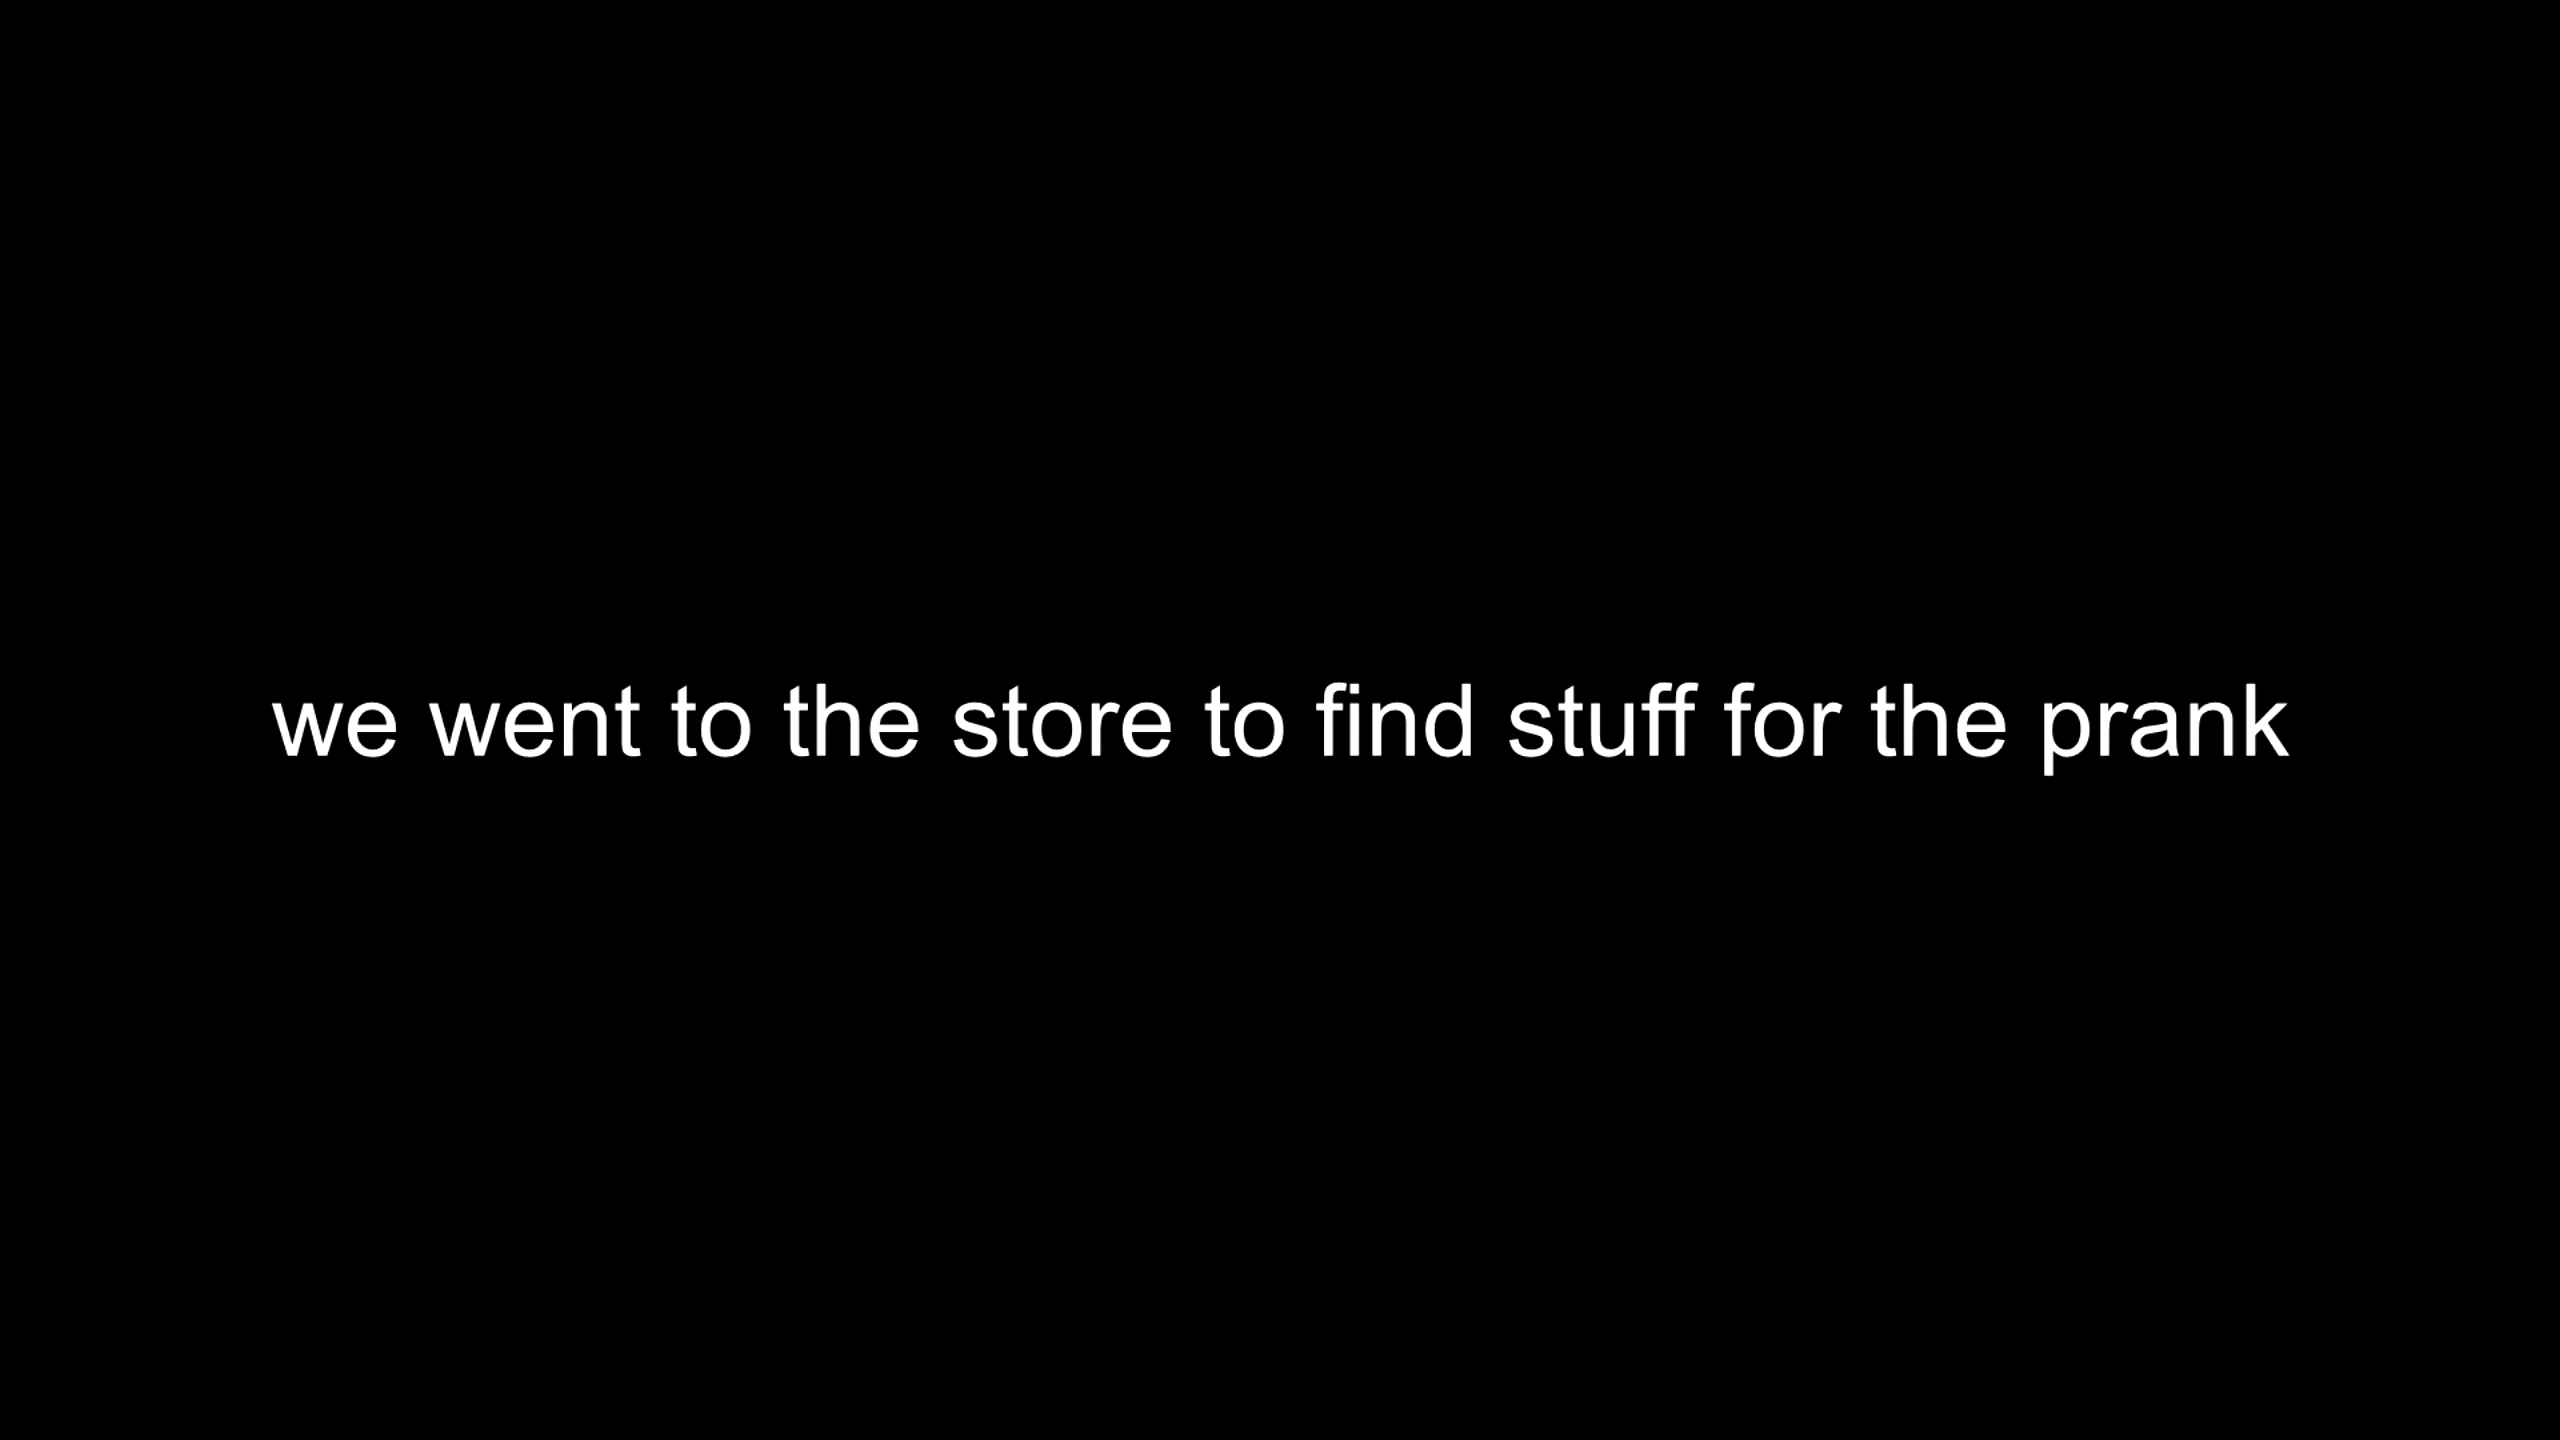 we went to the store to find stuff for the prank